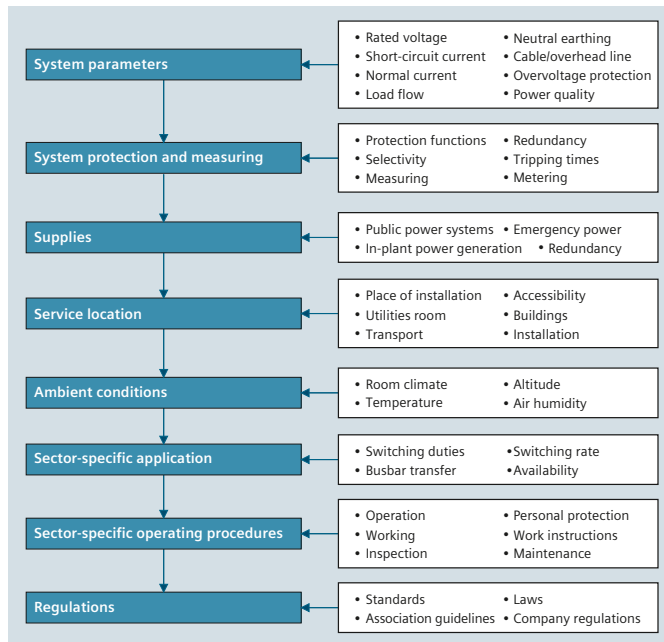 System parameters
• Rated voltage • Neutral earthing
• Short-circuit current • Cable/overhead line
• Normal current • Overvoltage protection
• Load flow • Power quality
System protection and measuring
• Protection functions • Redundancy
• Selectivity • Tripping times
• Measuring • Metering
Supplies
• Public power systems • Emergency power
• In-plant power generation • Redundancy
Service location
• Place of installation • Accessibility
• Utilities room • Buildings
• Transport • Installation
Ambient conditions
• Room climate • Altitude
• Temperature • Air humidity
Sector-specific application
• Switching duties •Switching rate
• Busbar transfer •Availability
Sector-specific operating procedures
• Operation • Personal protection
• Working • Work instructions
• Inspection • Maintenance
Regulations
• Standards • Laws
• Association guidelines • Company regulations